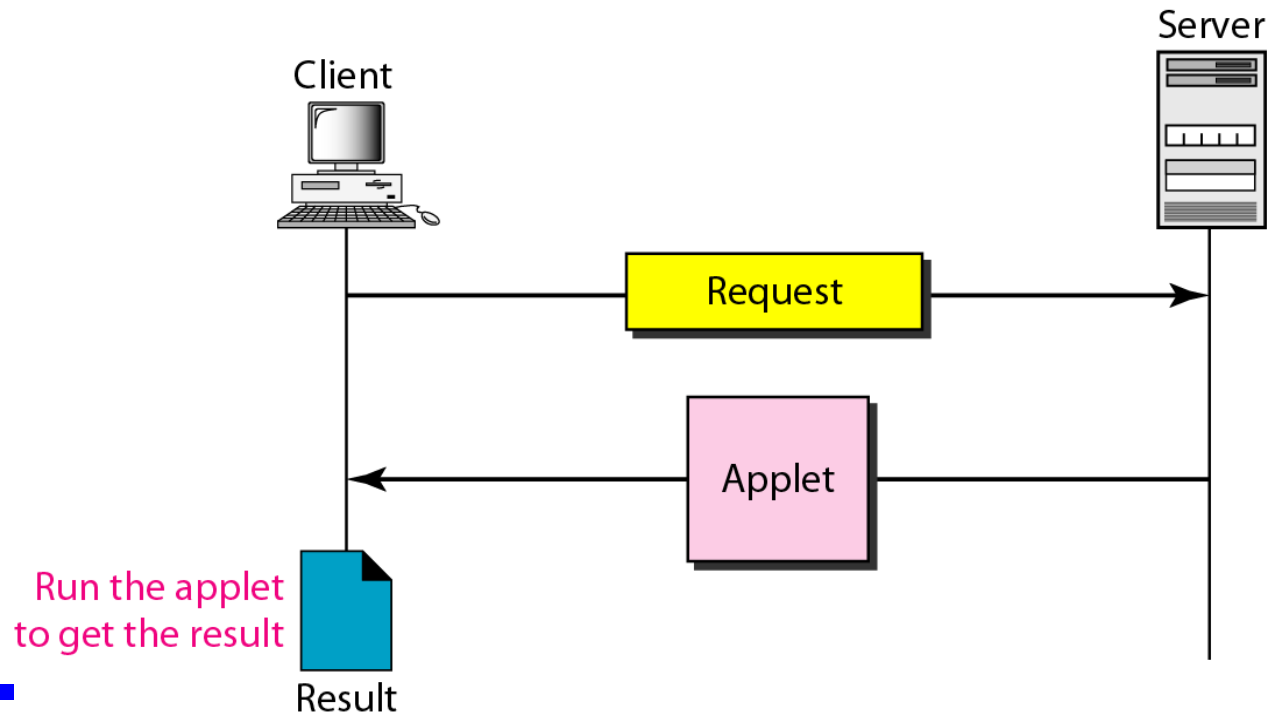 Server
Client
Request
Applet
Run the applet
to get the result
Result